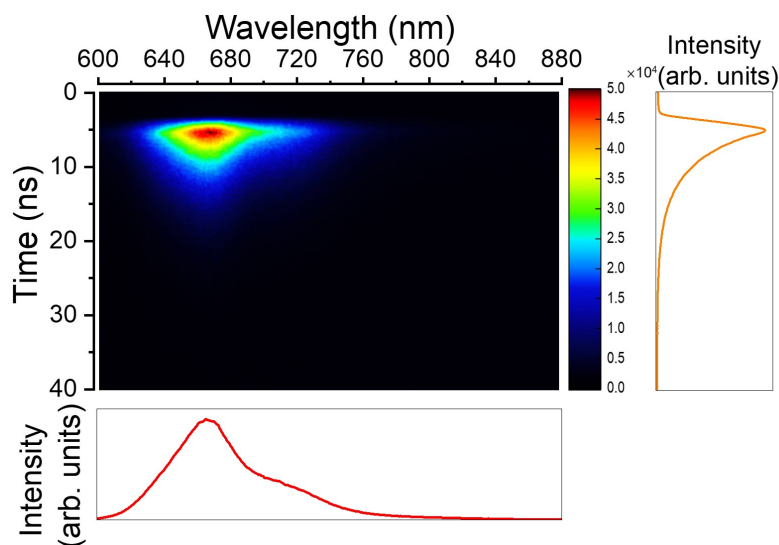 Wavelength (nm)
600 640 680 720 760 800 840 880
Intensity
(arb. units)
×10⁴
Time (ns)
0
10
20
30
40
5.0
4.5
4.0
3.5
3.0
2.5
2.0
1.5
1.0
0.5
0.0
Intensity
(arb. units)